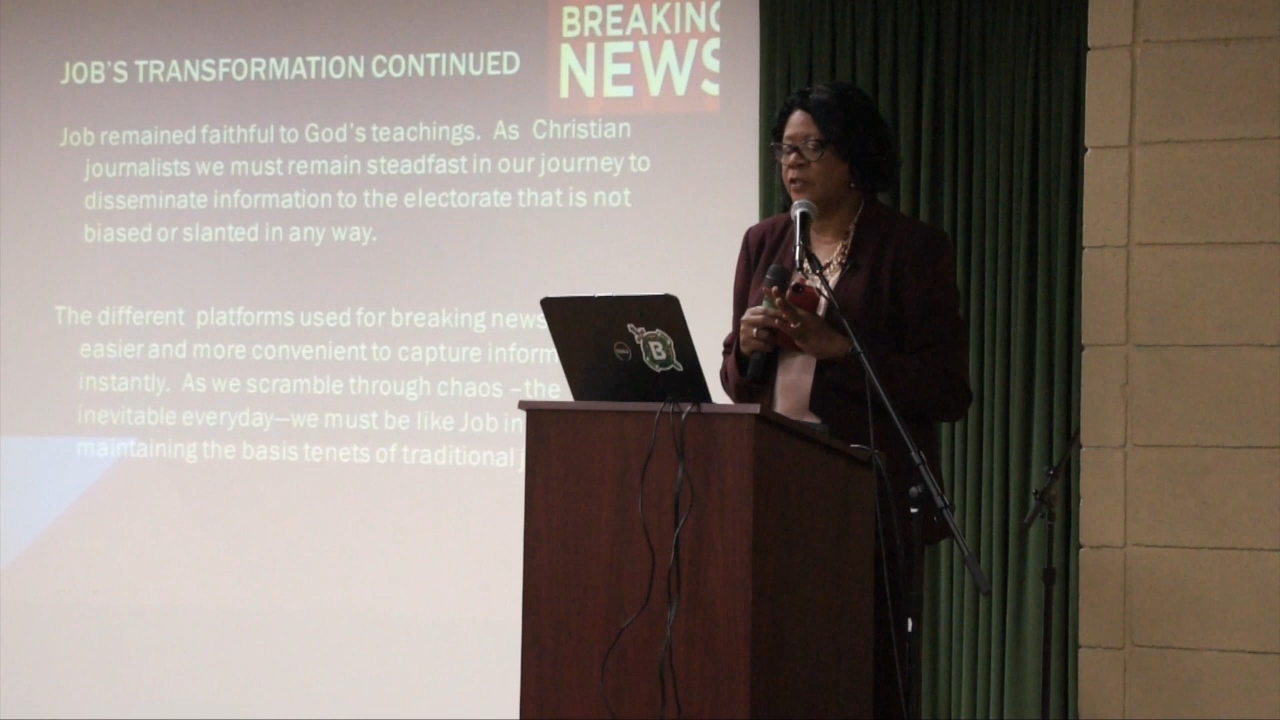 BREAKING
NEWS
JOB'S TRANSFORMATION CONTINUED
Job remained faithful to God's teachings. As Christian
journalists we must remain steadfast in our journey to
disseminate information to the electorate that is not
biased or slanted in any way.
The different platforms used for breaking news
easier and more convenient to capture inform
instantly. As we scramble through chaos –the
inevitable everyday—we must be like Job in
maintaining the basis tenets of traditional j
DELL
B